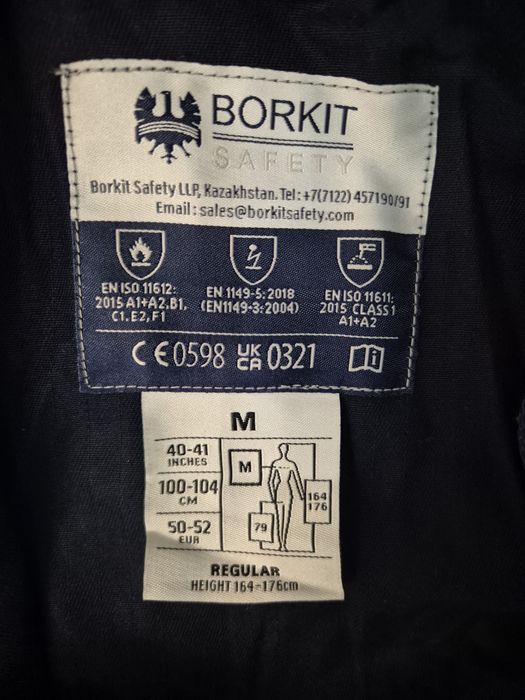 BORKIT
SAFETY
Borkit Safety LLP, Kazakhstan. Tel: +7(7122) 457190/91
Email: sales@borkitsafety.com
EN ISO 11612:
2015 A1+A2, B1,
C1, E2, F1
EN 1149-5: 2018
(EN1149-3: 2004)
EN ISO 11611:
2015 CLASS 1
A1+A2
CE 0598 UK CA 0321
M
40-41
INCHES
100-104
CM
50-52
EUR
M
164
176
79
REGULAR
HEIGHT 164-176cm